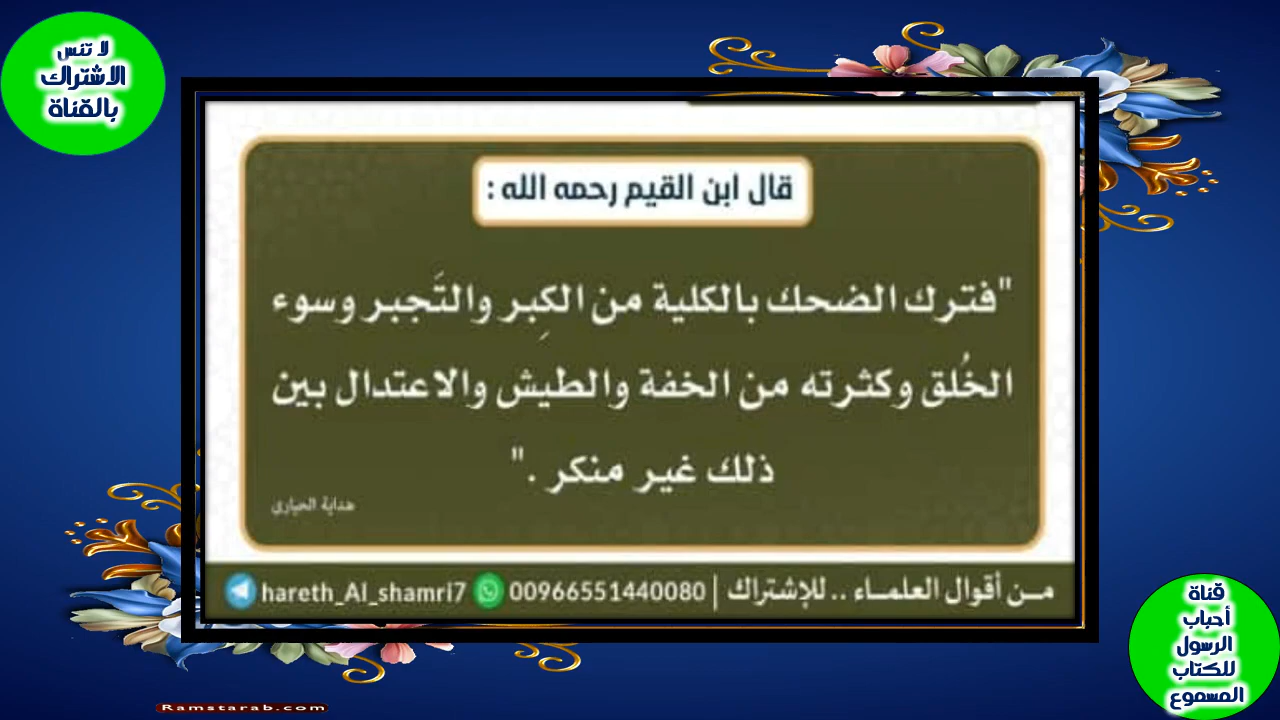 لا تنس
الاشتراك
بالقناة
قال ابن القيم رحمه الله :
"فترك الضحك بالكلية من الكِبر والتَجبر وسوء
الخُلق وكثرته من الخفة والطيش والاعتدال بين
ذلك غير منكر ."
هداية الحيارى
من أقوال العلمـاء .. للإشتراك | 00966551440080 hareth_Al_shamri7
قناة
أحباب
الرسول
للكتاب
المسموع
Ramstarab.com